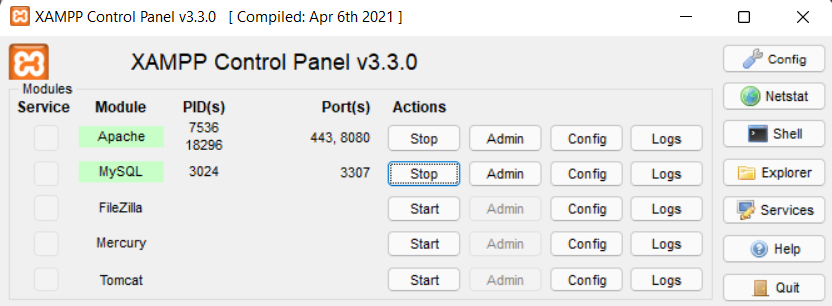 XAMPP Control Panel v3.3.0 [ Compiled: Apr 6th 2021 ]
XAMPP Control Panel v3.3.0
Config
Modules
Service Module PID(s) Port(s) Actions
Netstat
Apache 7536 18296 443, 8080 Stop Admin Config Logs
Shell
MySQL 3024 3307 Stop Admin Config Logs
Explorer
FileZilla Start Admin Config Logs
Services
Mercury Start Admin Config Logs
Help
Tomcat Start Admin Config Logs
Quit